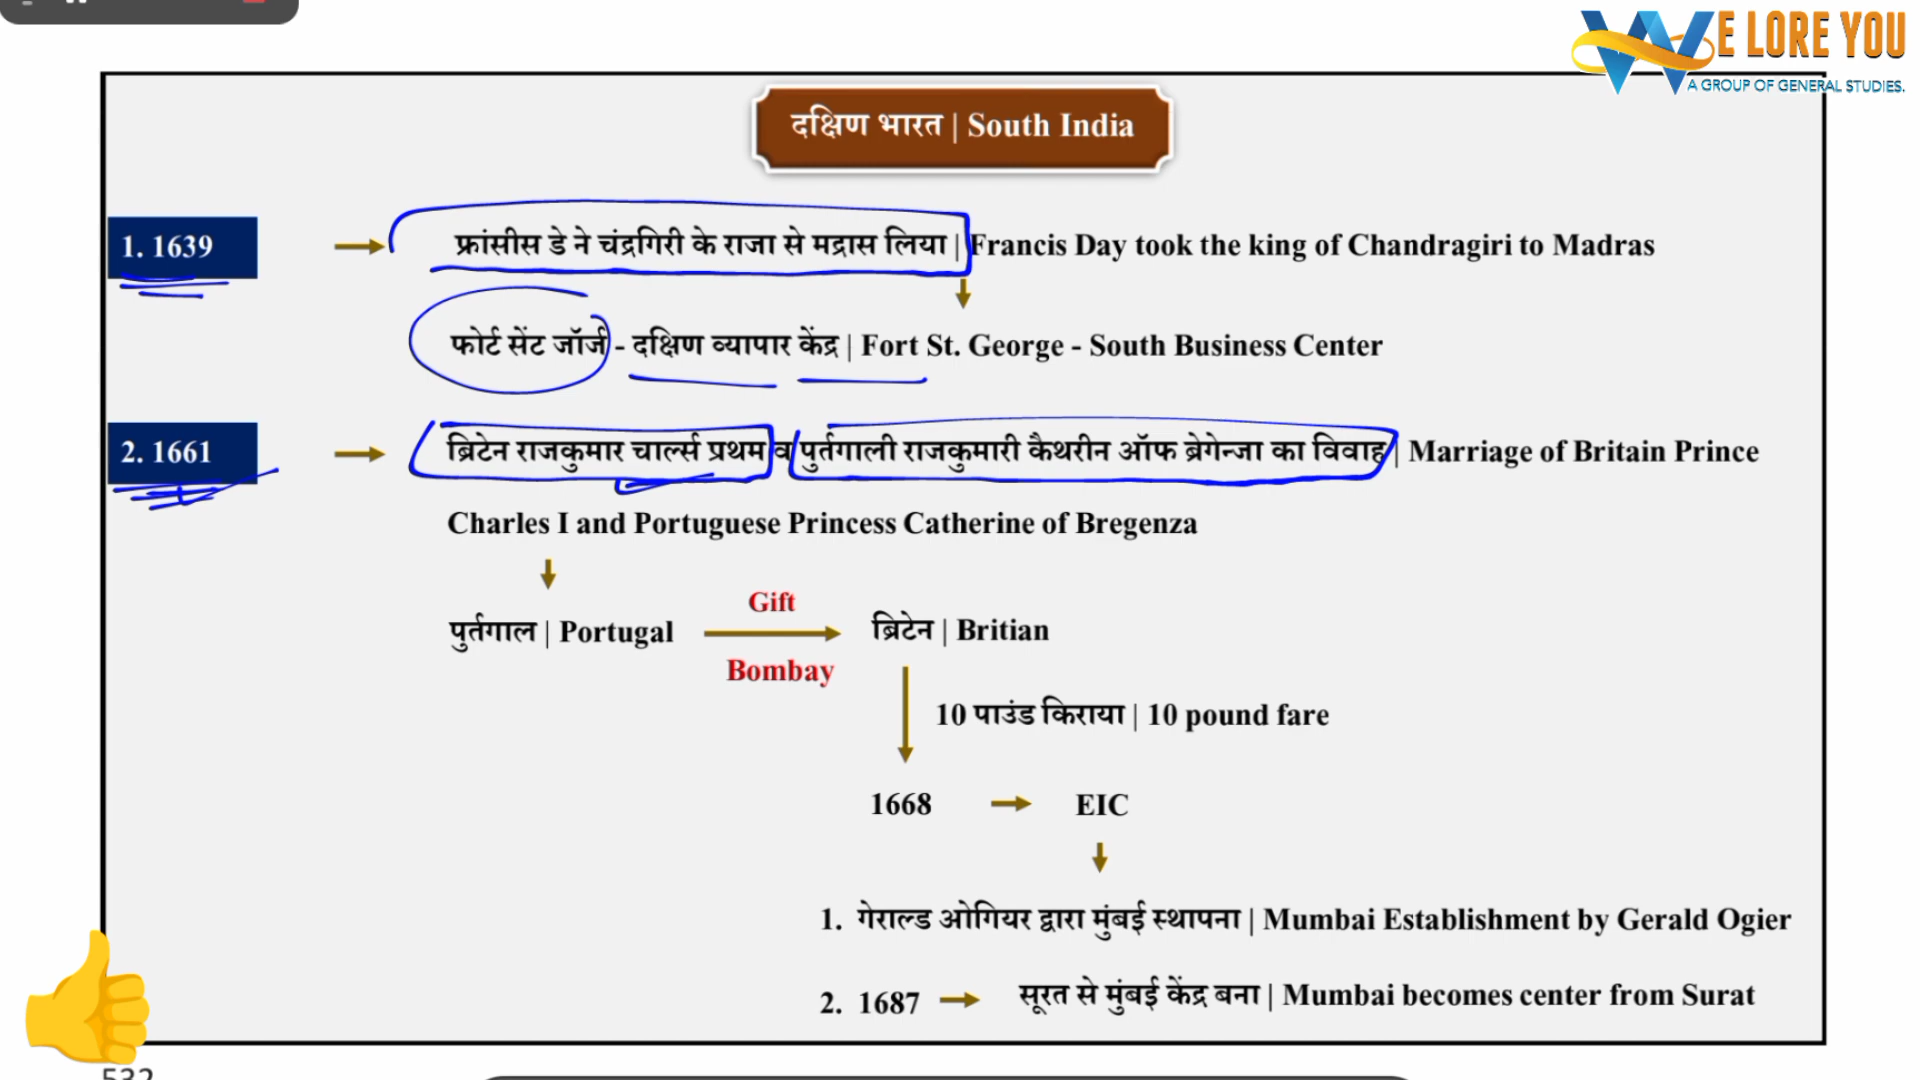 WE LORE YOU
A GROUP OF GENERAL STUDIES.
दक्षिण भारत | South India
1. 1639
फ्रांसीस डे ने चंद्रगिरी के राजा से मद्रास लिया | Francis Day took the king of Chandragiri to Madras
फोर्ट सेंट जॉर्ज - दक्षिण व्यापार केंद्र | Fort St. George - South Business Center
2. 1661
ब्रिटेन राजकुमार चार्ल्स प्रथम व पुर्तगाली राजकुमारी कैथरीन ऑफ ब्रेगेन्जा का विवाह | Marriage of Britain Prince
Charles I and Portuguese Princess Catherine of Bregenza
Gift
पुर्तगाल | Portugal
ब्रिटेन | Britian
Bombay
10 पाउंड किराया | 10 pound fare
1668
EIC
1. गेराल्ड ओगियर द्वारा मुंबई स्थापना | Mumbai Establishment by Gerald Ogier
2. 1687
सूरत से मुंबई केंद्र बना | Mumbai becomes center from Surat
532